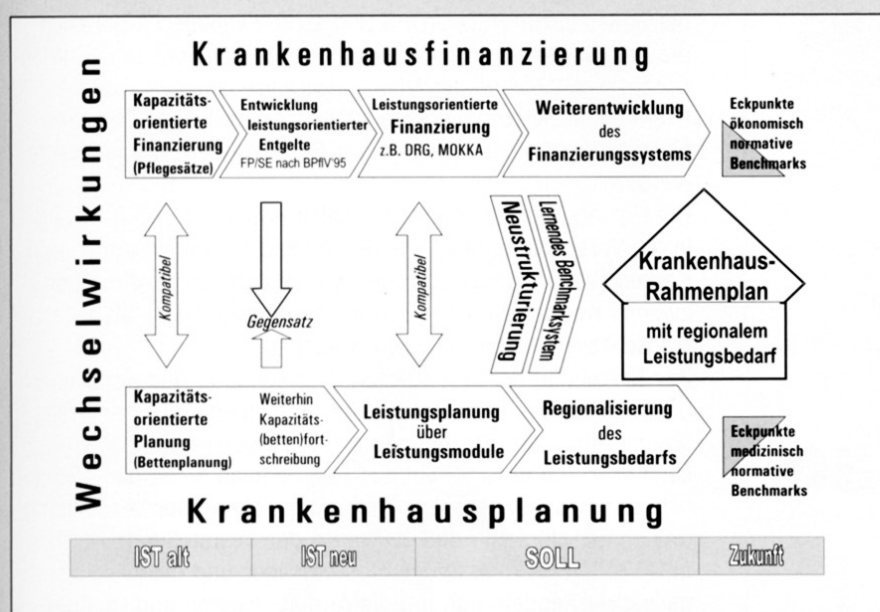 Krankenhausfinanzierung
Wechselwirkungen
Kapazitäts-
orientierte
Finanzierung
(Pflegesätze)
Entwicklung
leistungsorientierter
Entgelte
FP/SE nach BPflV'95
Leistungsorientierte
Finanzierung
z.B. DRG, MOKKA
Weiterentwicklung
des
Finanzierungssystems
Eckpunkte
ökonomisch
normative
Benchmarks
Kompatibel
Gegensatz
Kompatibel
Neustrukturierung
Lernendes Benchmarksystem
Krankenhaus-
Rahmenplan
mit regionalem
Leistungsbedarf
Kapazitäts-
orientierte
Planung
(Bettenplanung)
Weiterhin
Kapazitäts-
(betten)fort-
schreibung
Leistungsplanung
über
Leistungsmodule
Regionalisierung
des
Leistungsbedarfs
Eckpunkte
medizinisch
normative
Benchmarks
Krankenhausplanung
IST alt
IST neu
SOLL
Zukunft